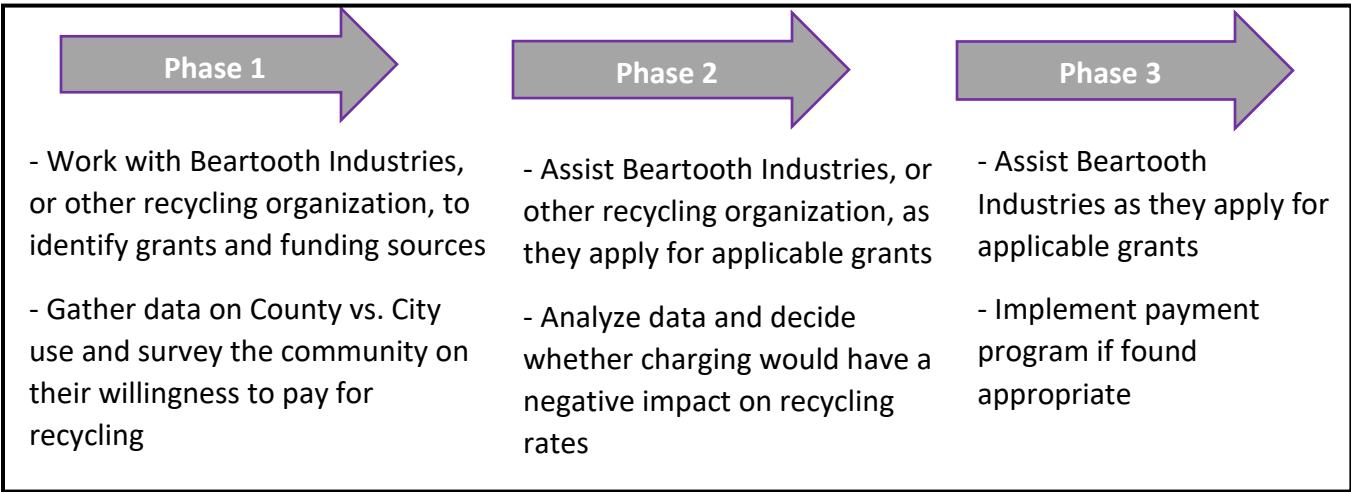 Phase 1
- Work with Beartooth Industries,
or other recycling organization, to
identify grants and funding sources
- Gather data on County vs. City
use and survey the community on
their willingness to pay for
recycling
Phase 2
- Assist Beartooth Industries, or
other recycling organization, as
they apply for applicable grants
- Analyze data and decide
whether charging would have a
negative impact on recycling
rates
Phase 3
- Assist Beartooth
Industries as they apply for
applicable grants
- Implement payment
program if found
appropriate